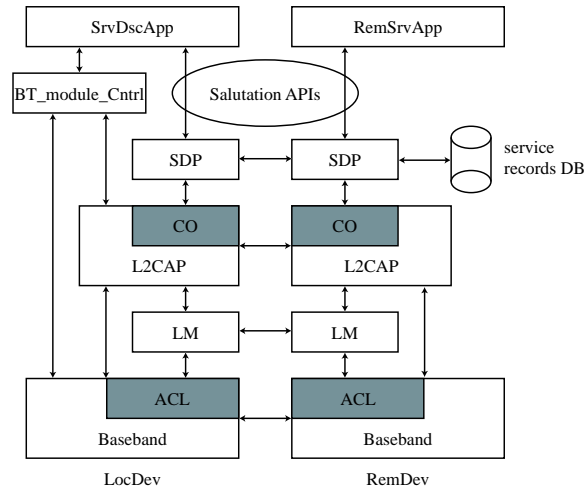 SrvDscApp
RemSrvApp
BT_module_Cntrl
Salutation APIs
SDP
SDP
service
records DB
CO
CO
L2CAP
L2CAP
LM
LM
ACL
ACL
Baseband
Baseband
LocDev
RemDev